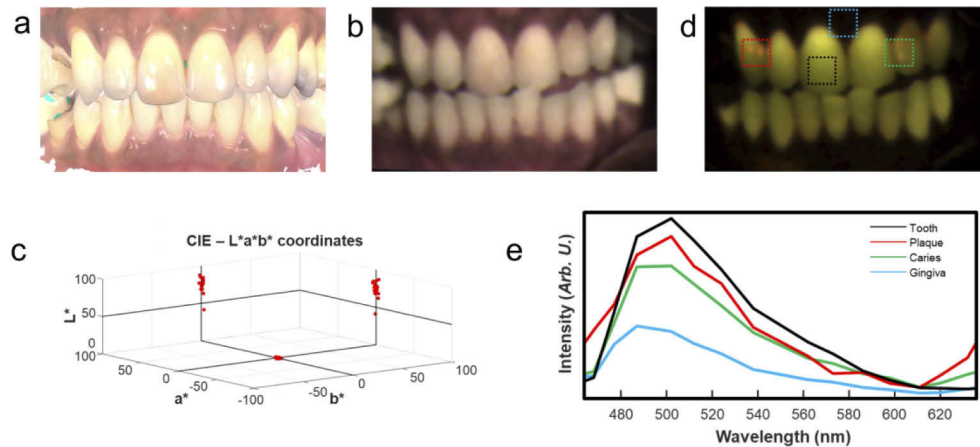 a
b
d
c
CIE – L*a*b* coordinates
L*
100
50
0
100
50
0
-50
-100
a*
-50
0
50
100
b*
e
Intensity (Arb. U.)
Tooth
Plaque
Caries
Gingiva
480 500 520 540 560 580 600 620
Wavelength (nm)